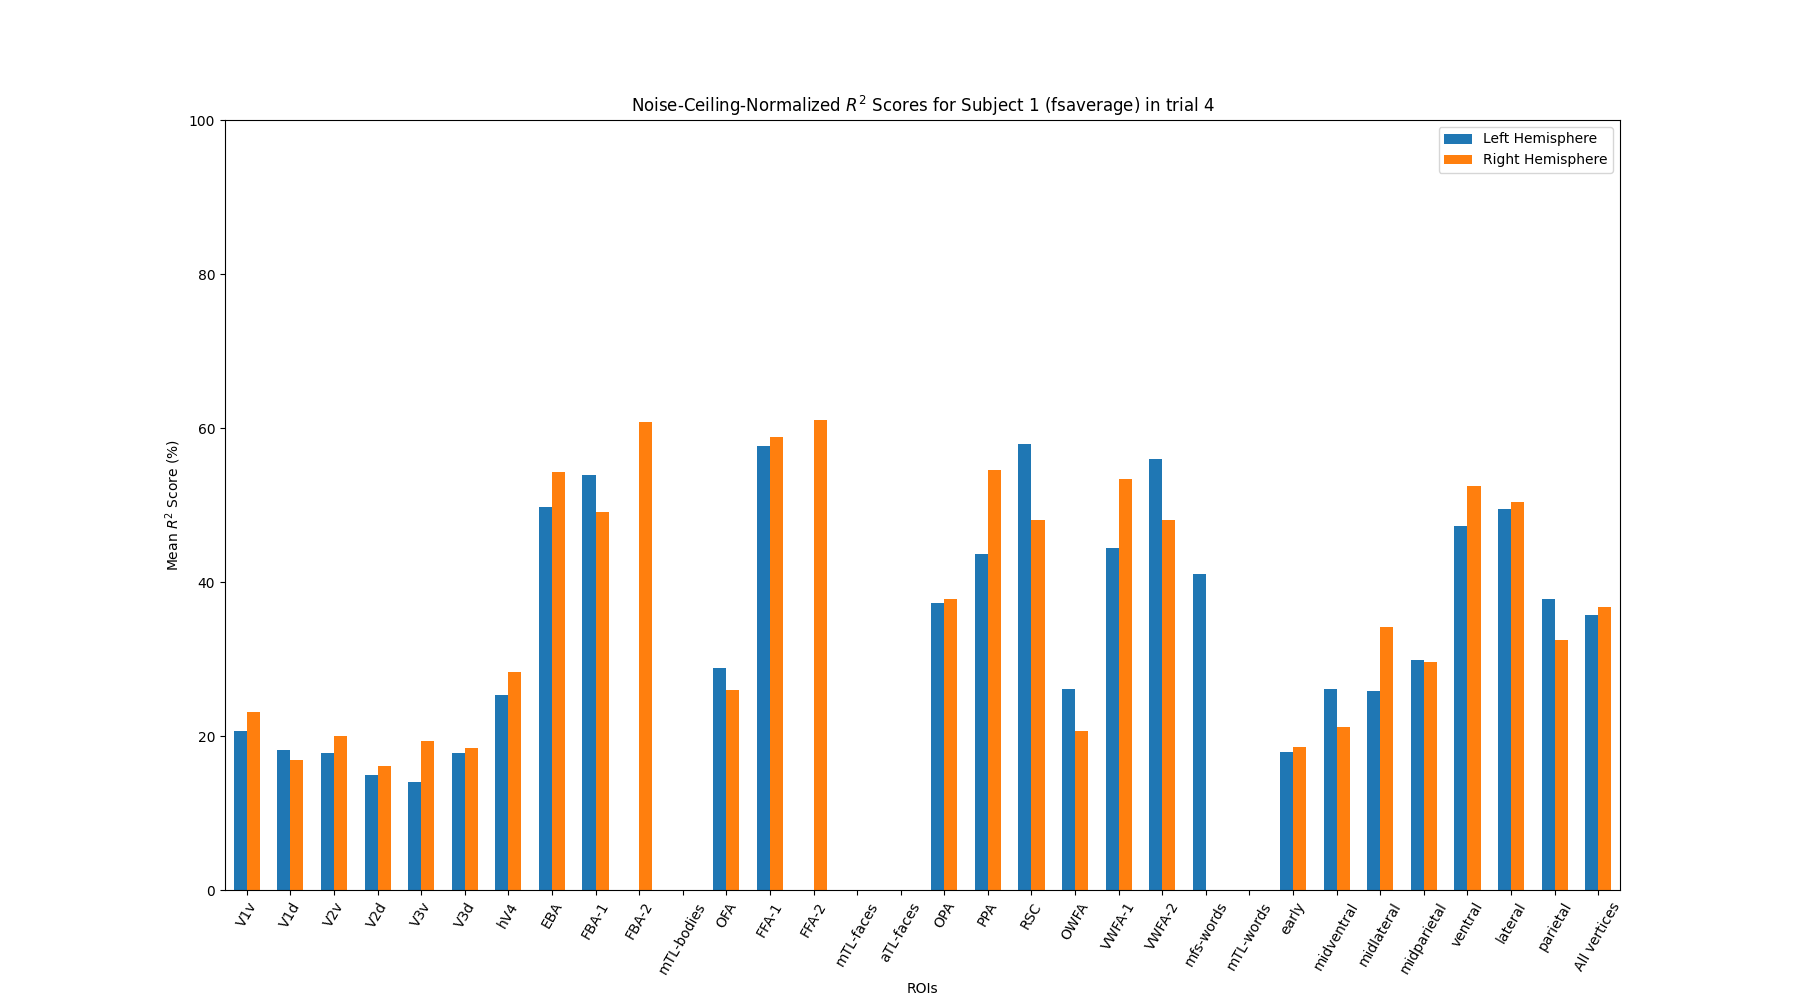 Noise-Ceiling-Normalized R² Scores for Subject 1 (fsaverage) in trial 4
Left Hemisphere
Right Hemisphere
Mean R² Score (%)
100
80
60
40
20
0
V1v
V1d
V2v
V2d
V3v
V3d
hV4
EBA
FBA-1
FBA-2
mTL-bodies
OFA
FFA-1
FFA-2
mTL-faces
aTL-faces
OPA
PPA
RSC
OWFA
VWFA-1
VWFA-2
mfs-words
mTL-words
early
midventral
midlateral
midparietal
ventral
lateral
parietal
All vertices
ROIs